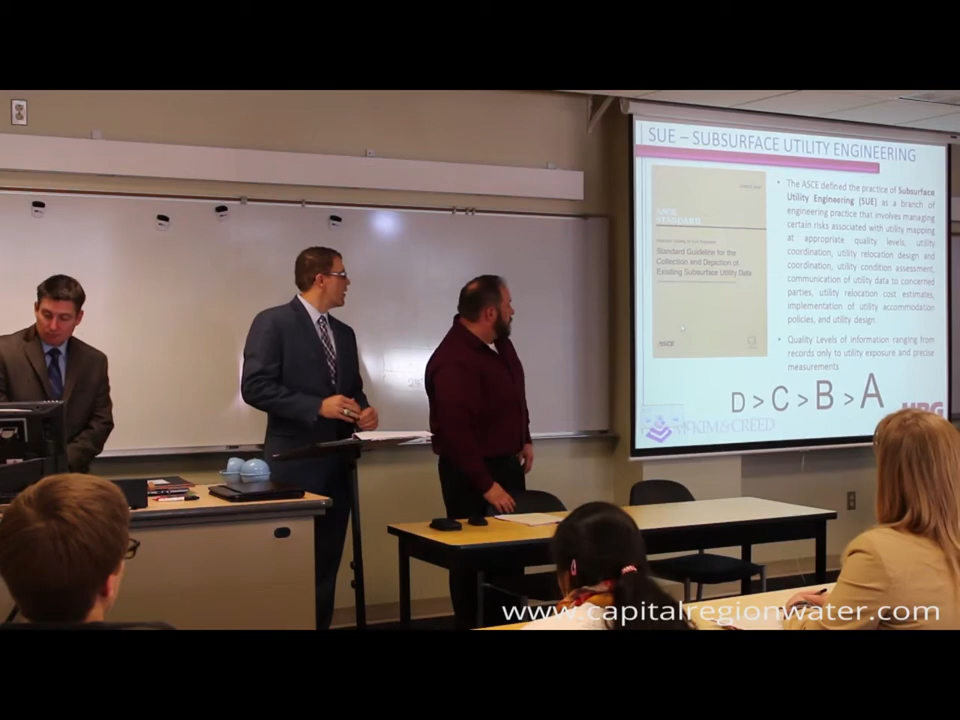 SUE – SUBSURFACE UTILITY ENGINEERING
ASCE
STANDARD
Standard Guideline for the
Collection and Depiction of
Existing Subsurface Utility Data
ASCE
• The ASCE defined the practice of Subsurface
Utility Engineering (SUE) as a branch of
engineering practice that involves managing
certain risks associated with utility mapping
at appropriate quality levels, utility
coordination, utility relocation design and
coordination, utility condition assessment,
communication of utility data to concerned
parties, utility relocation cost estimates,
implementation of utility accommodation
policies, and utility design.
• Quality Levels of information ranging from
records only to utility exposure and precise
measurements
D > C > B > A
McKIM & CREED
www.capitalregionwater.com